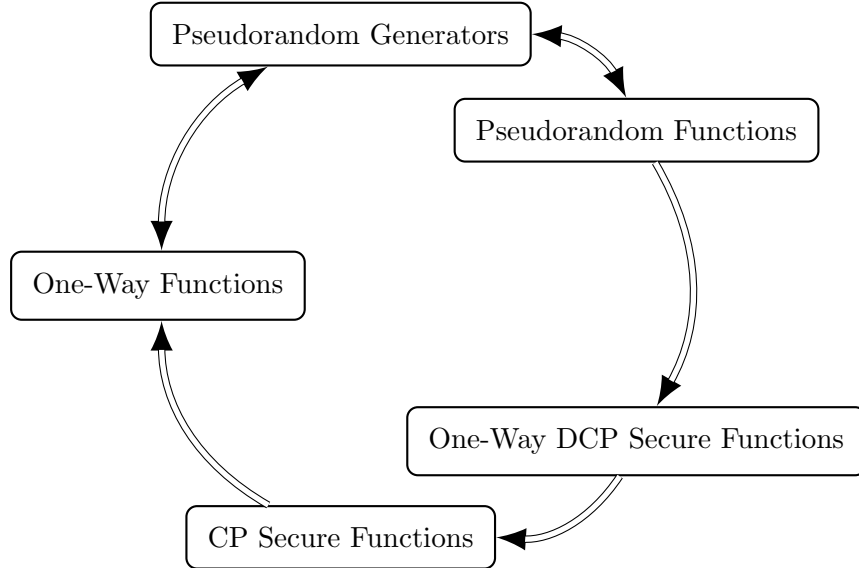 Pseudorandom Generators
Pseudorandom Functions
One-Way Functions
One-Way DCP Secure Functions
CP Secure Functions